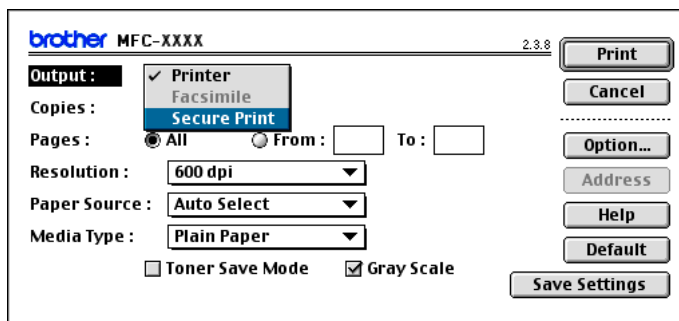 brother MFC-XXXX 2.3.8
Print
Output : ✓ Printer
Facsimile
Secure Print
Cancel
Copies :
Pages : All From : To :
Option...
Resolution : 600 dpi
Address
Paper Source : Auto Select
Help
Media Type : Plain Paper
Default
Toner Save Mode Gray Scale
Save Settings